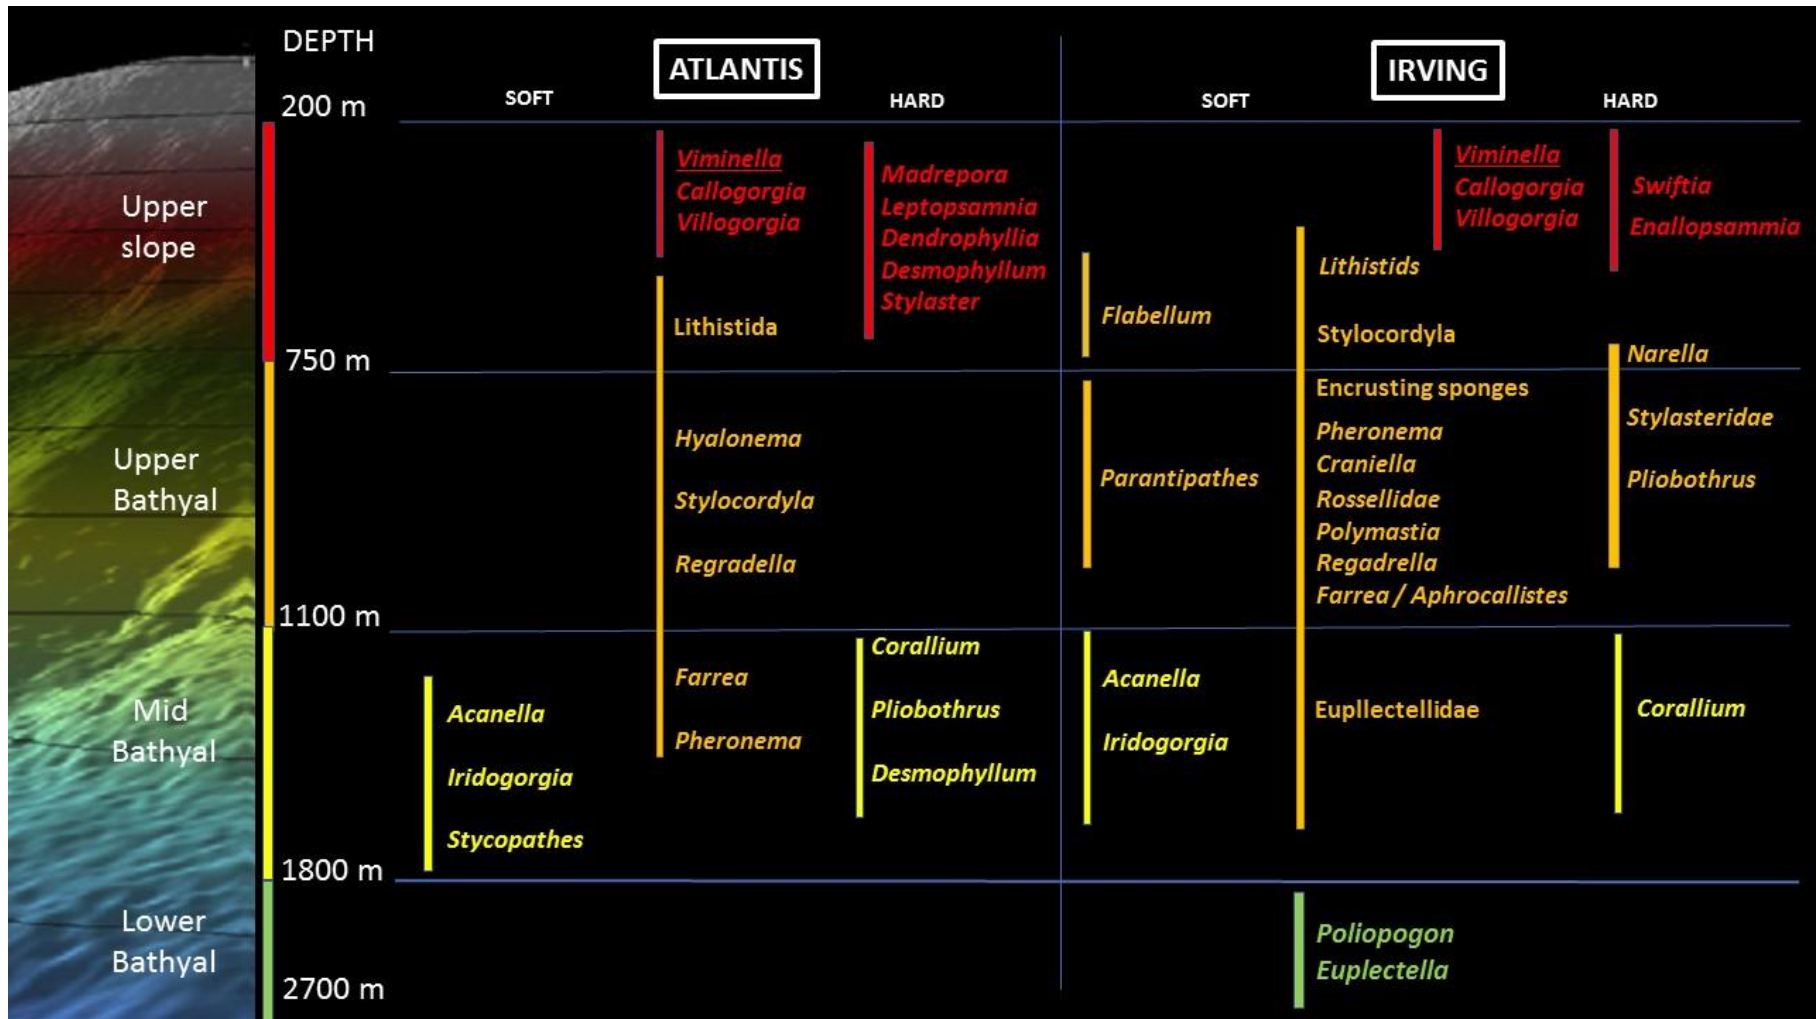 DEPTH
ATLANTIS
IRVING
SOFT
HARD
SOFT
HARD
200 m
Upper
slope
Viminella
Callogorgia
Villogorgia
Lithistida
Madrepora
Leptopsamnia
Dendrophyllia
Desmophyllum
Stylaster
Flabellum
Viminella
Callogorgia
Villogorgia
Lithistids
Stylocordyla
Swiftia
Enallopsammia
Narella
750 m
Upper
Bathyal
Hyalonema
Stylocordyla
Regradella
Parantipathes
Encrusting sponges
Pheronema
Craniella
Rossellidae
Polymastia
Regadrella
Farrea / Aphrocallistes
Stylasteridae
Pliobothrus
1100 m
Mid
Bathyal
Acanella
Iridogorgia
Stycopathes
Farrea
Pheronema
Corallium
Pliobothrus
Desmophyllum
Acanella
Iridogorgia
Eupllectellidae
Corallium
1800 m
Lower
Bathyal
Poliopogon
Euplectella
2700 m